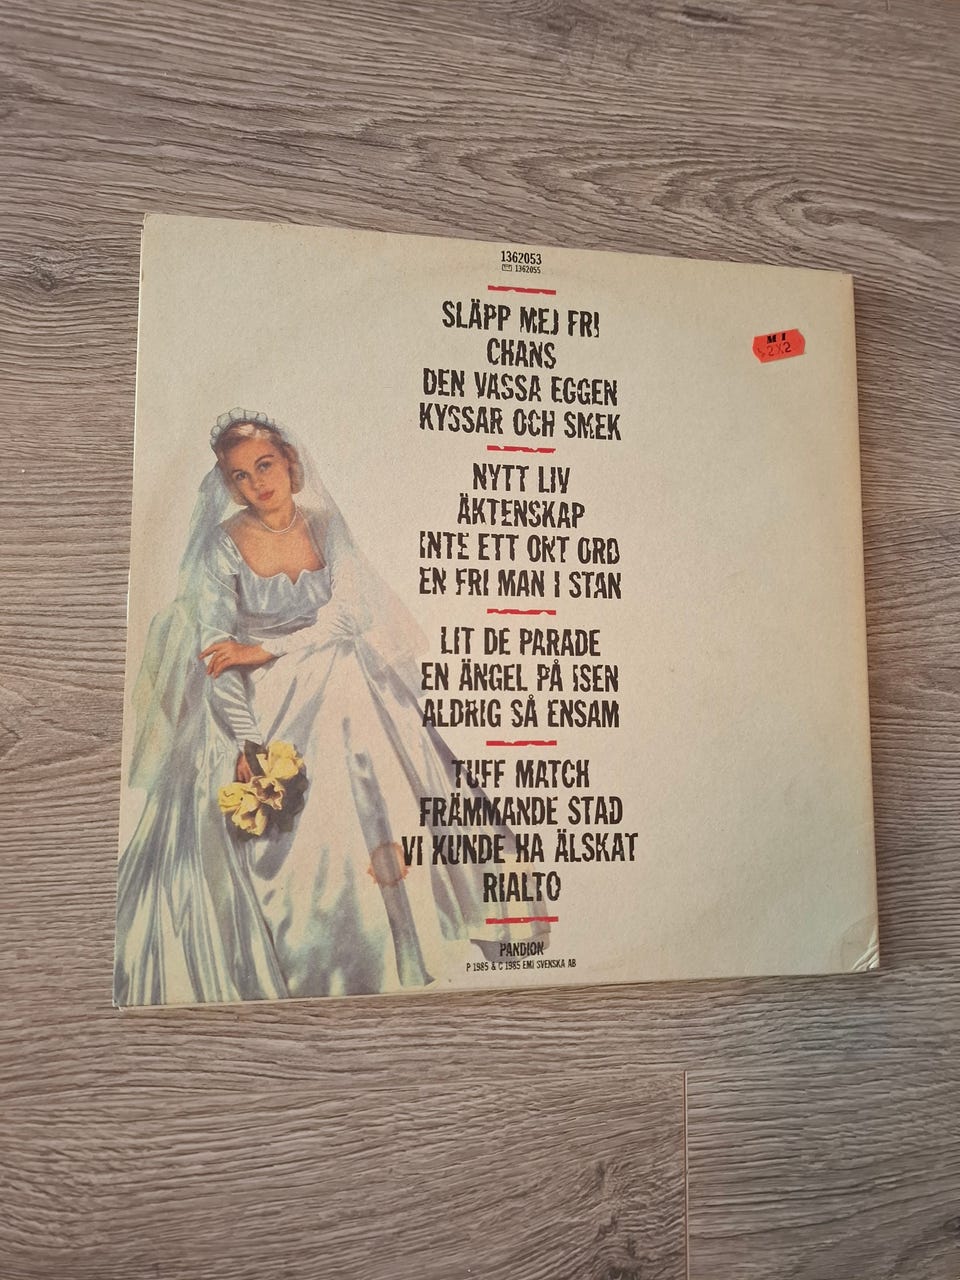 1362053
1362055
SLÄPP MEJ FRI
CHANS
DEN VASSA EGGEN
KYSSAR OCH SMEK
NYTT LIV
ÄKTENSKAP
INTE ETT ONT ORD
EN FRI MAN I STAN
LIT DE PARADE
EN ÄNGEL PÅ ISEN
ALDRIG SÅ ENSAM
TUFF MATCH
FRÄMMANDE STAD
VI KUNDE HA ÄLSKAT
RIALTO
PANDION
P 1985 & C 1985 EMI SVENSKA AB
M I